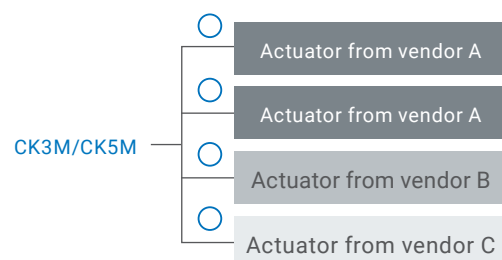 Actuator from vendor A
Actuator from vendor A
CK3M/CK5M
Actuator from vendor B
Actuator from vendor C